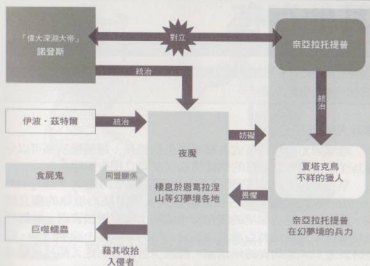 「偉大深淵大帝」
諾登斯
對立
奈亞拉托提普
統治
統治
伊波・茲特爾
統治
夜魘
棲息於恩葛拉涅
山等幻夢境各地
妨礙
夏塔克鳥
不祥的獵人
食屍鬼
同盟關係
畏懼
巨噬蠕蟲
藉其收拾
入侵者
奈亞拉托提普
在幻夢境的兵力